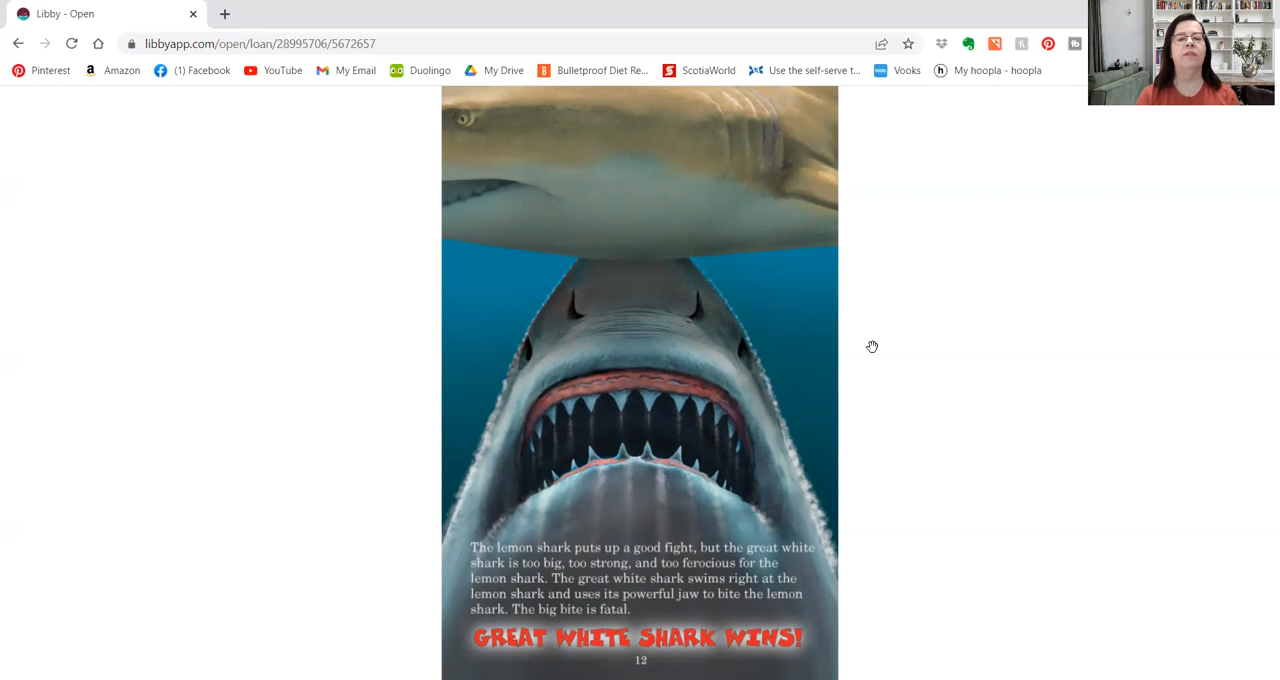 Libby - Open
libbyapp.com/open/loan/28995706/5672657
Pinterest Amazon (1) Facebook YouTube My Email Duolingo My Drive Bulletproof Diet Re... ScotiaWorld Use the self-serve t... Vooks My hoopla - hoopla
The lemon shark puts up a good fight, but the great white
shark is too big, too strong, and too ferocious for the
lemon shark. The great white shark swims right at the
lemon shark and uses its powerful jaw to bite the lemon
shark. The big bite is fatal.
GREAT WHITE SHARK WINS!
12